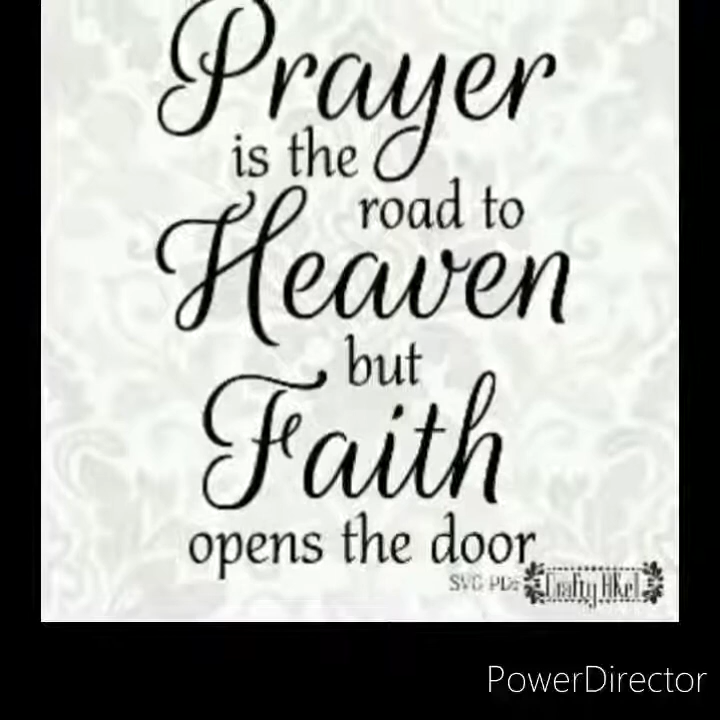 Prayer
is the
road to
Heaven
but
Faith
opens the door
SVG PDF
PowerDirector